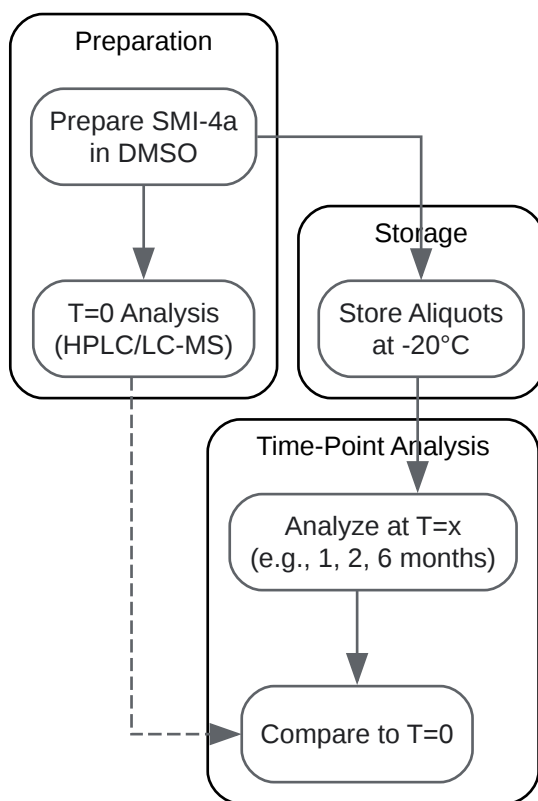 Preparation
Prepare SMI-4a
in DMSO
T=0 Analysis
(HPLC/LC-MS)
Storage
Store Aliquots
at -20°C
Time-Point Analysis
Analyze at T=x
(e.g., 1, 2, 6 months)
Compare to T=0